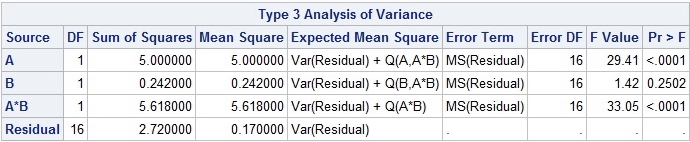 Type 3 Analysis of Variance
Source DF Sum of Squares Mean Square Expected Mean Square Error Term Error DF F Value Pr > F
A 1 5.000000 5.000000 Var(Residual) + Q(A,A*B) MS(Residual) 16 29.41 <.0001
B 1 0.242000 0.242000 Var(Residual) + Q(B,A*B) MS(Residual) 16 1.42 0.2502
A*B 1 5.618000 5.618000 Var(Residual) + Q(A*B) MS(Residual) 16 33.05 <.0001
Residual 16 2.720000 0.170000 Var(Residual) . . . .